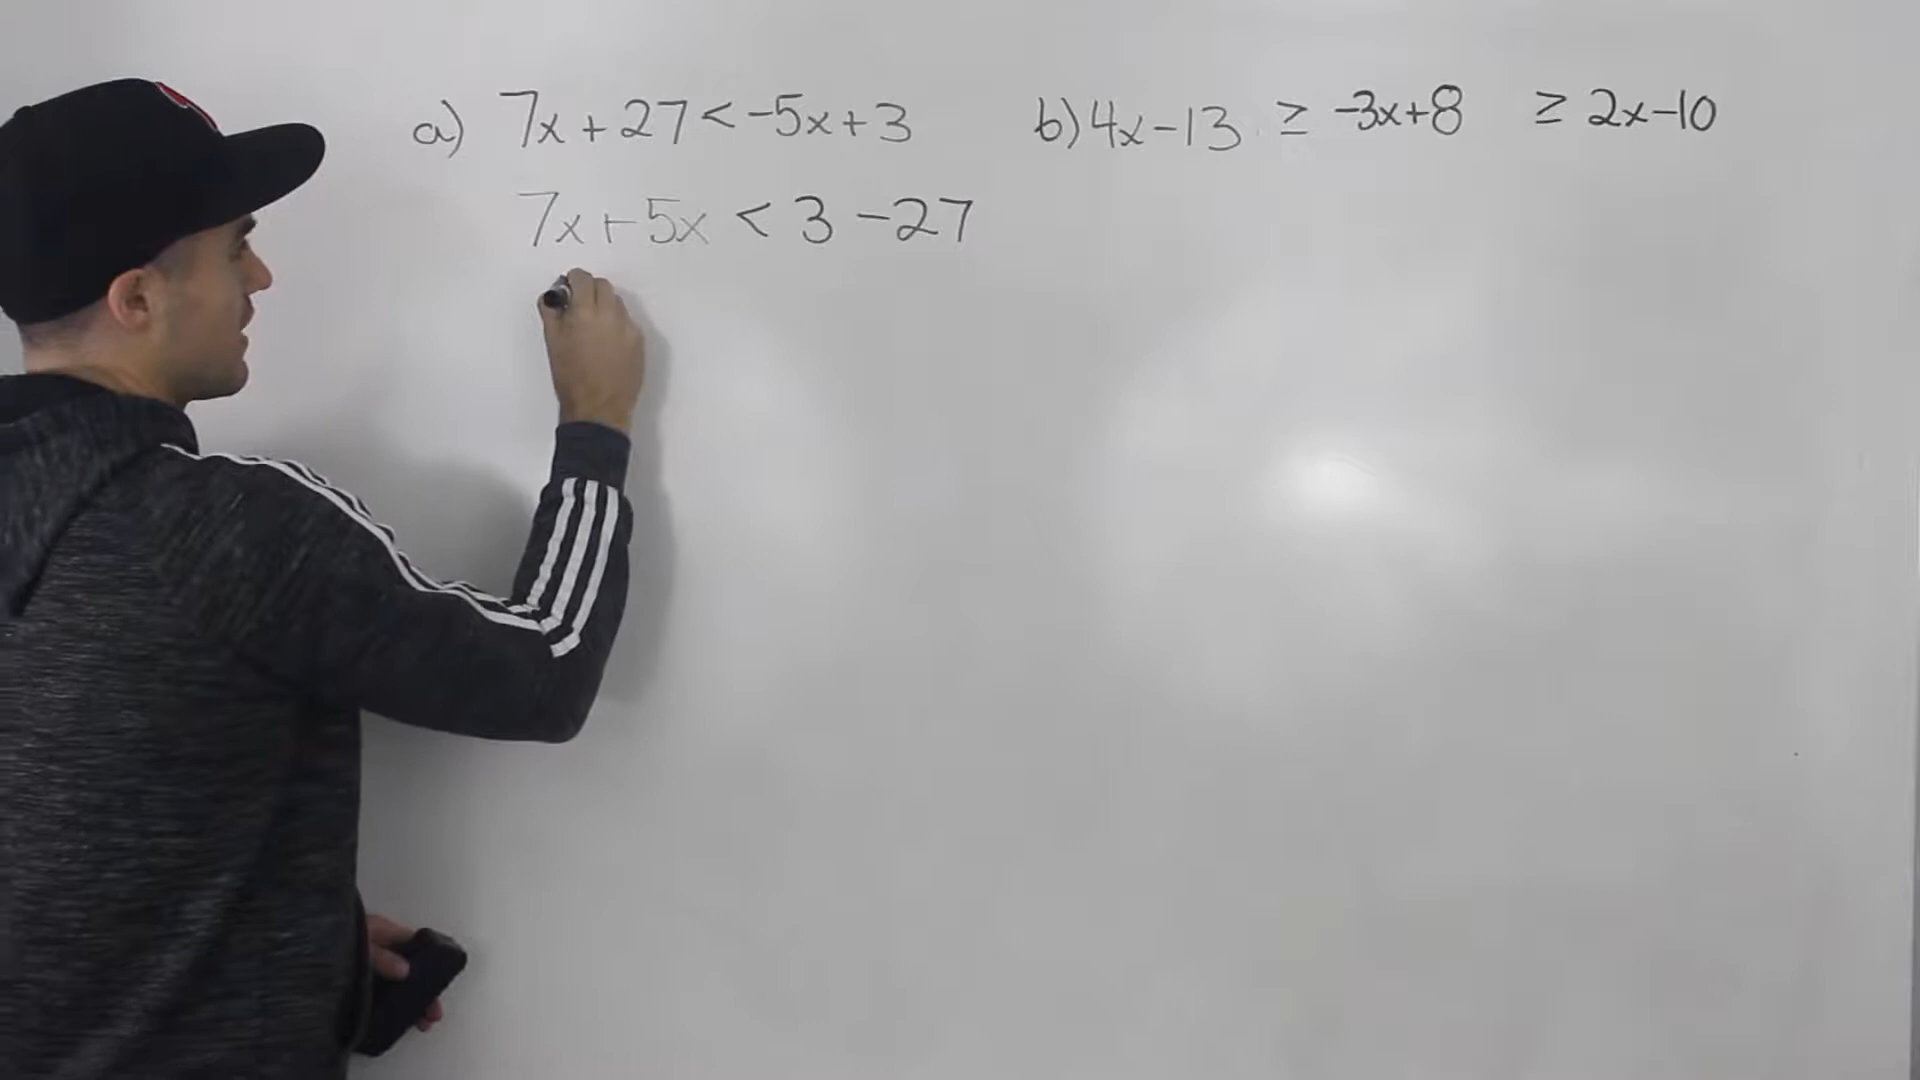 a) 7x+27<-5x+3
7x+5x < 3-27
b) 4x-13 ≥ -3x+8 ≥ 2x-10